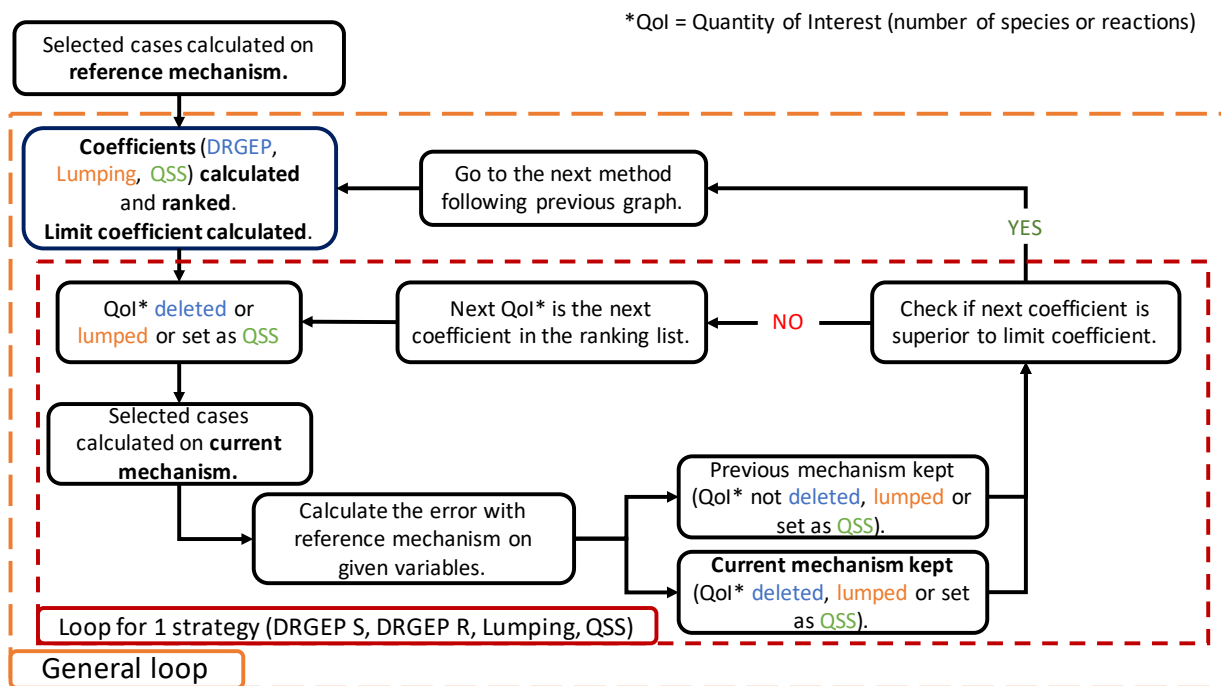 *QoI = Quantity of Interest (number of species or reactions)
Selected cases calculated on
reference mechanism.
Coefficients (DRGEP,
Lumping, QSS) calculated
and ranked.
Limit coefficient calculated.
Go to the next method
following previous graph.
YES
QoI* deleted or
lumped or set as QSS
Next QoI* is the next
coefficient in the ranking list.
NO
Check if next coefficient is
superior to limit coefficient.
Selected cases
calculated on current
mechanism.
Calculate the error with
reference mechanism on
given variables.
Previous mechanism kept
(QoI* not deleted, lumped or
set as QSS).
Current mechanism kept
(QoI* deleted, lumped or set
as QSS).
Loop for 1 strategy (DRGEP S, DRGEP R, Lumping, QSS)
General loop